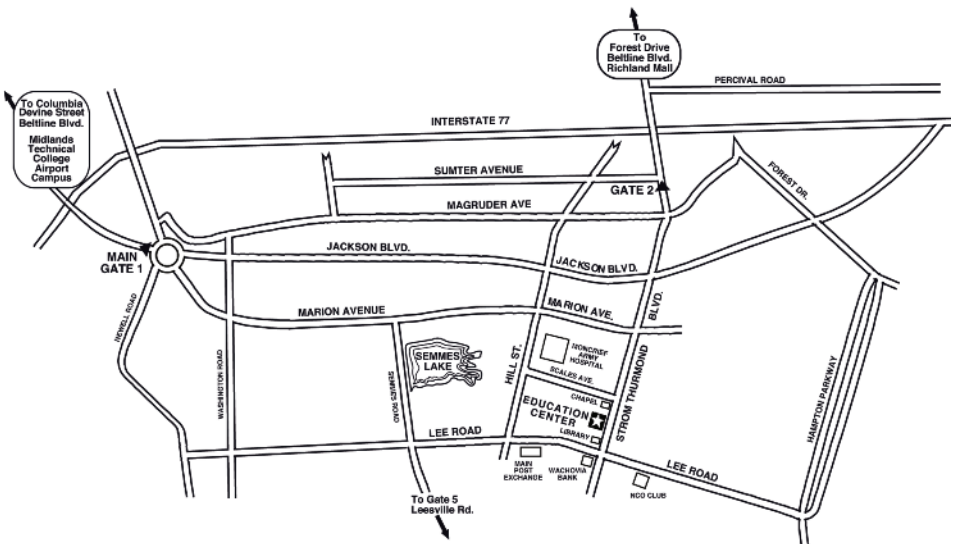 To
Forest Drive
Beltline Blvd.
Richland Mall
PERCIVAL ROAD
To Columbia
Devine Street
Beltline Blvd.
Midlands
Technical
College
Airport
Campus
INTERSTATE 77
SUMTER AVENUE
GATE 2
FOREST DR.
MAGRUDER AVE
MAIN
GATE 1
JACKSON BLVD.
JACKSON BLVD.
NEWELL ROAD
MARION AVENUE
MARION AVE.
BLVD.
STROM THURMOND
HILL ST.
SEMMES
LAKE
MONCRIEF
ARMY
HOSPITAL
SCALES AVE.
WASHINGTON ROAD
SEMMES ROAD
CHAPEL
EDUCATION
CENTER
LIBRARY
HAMPTON PARKWAY
LEE ROAD
LEE ROAD
MAIN
POST
EXCHANGE
WACHOVIA
BANK
NCO CLUB
To Gate 5
Leesville Rd.